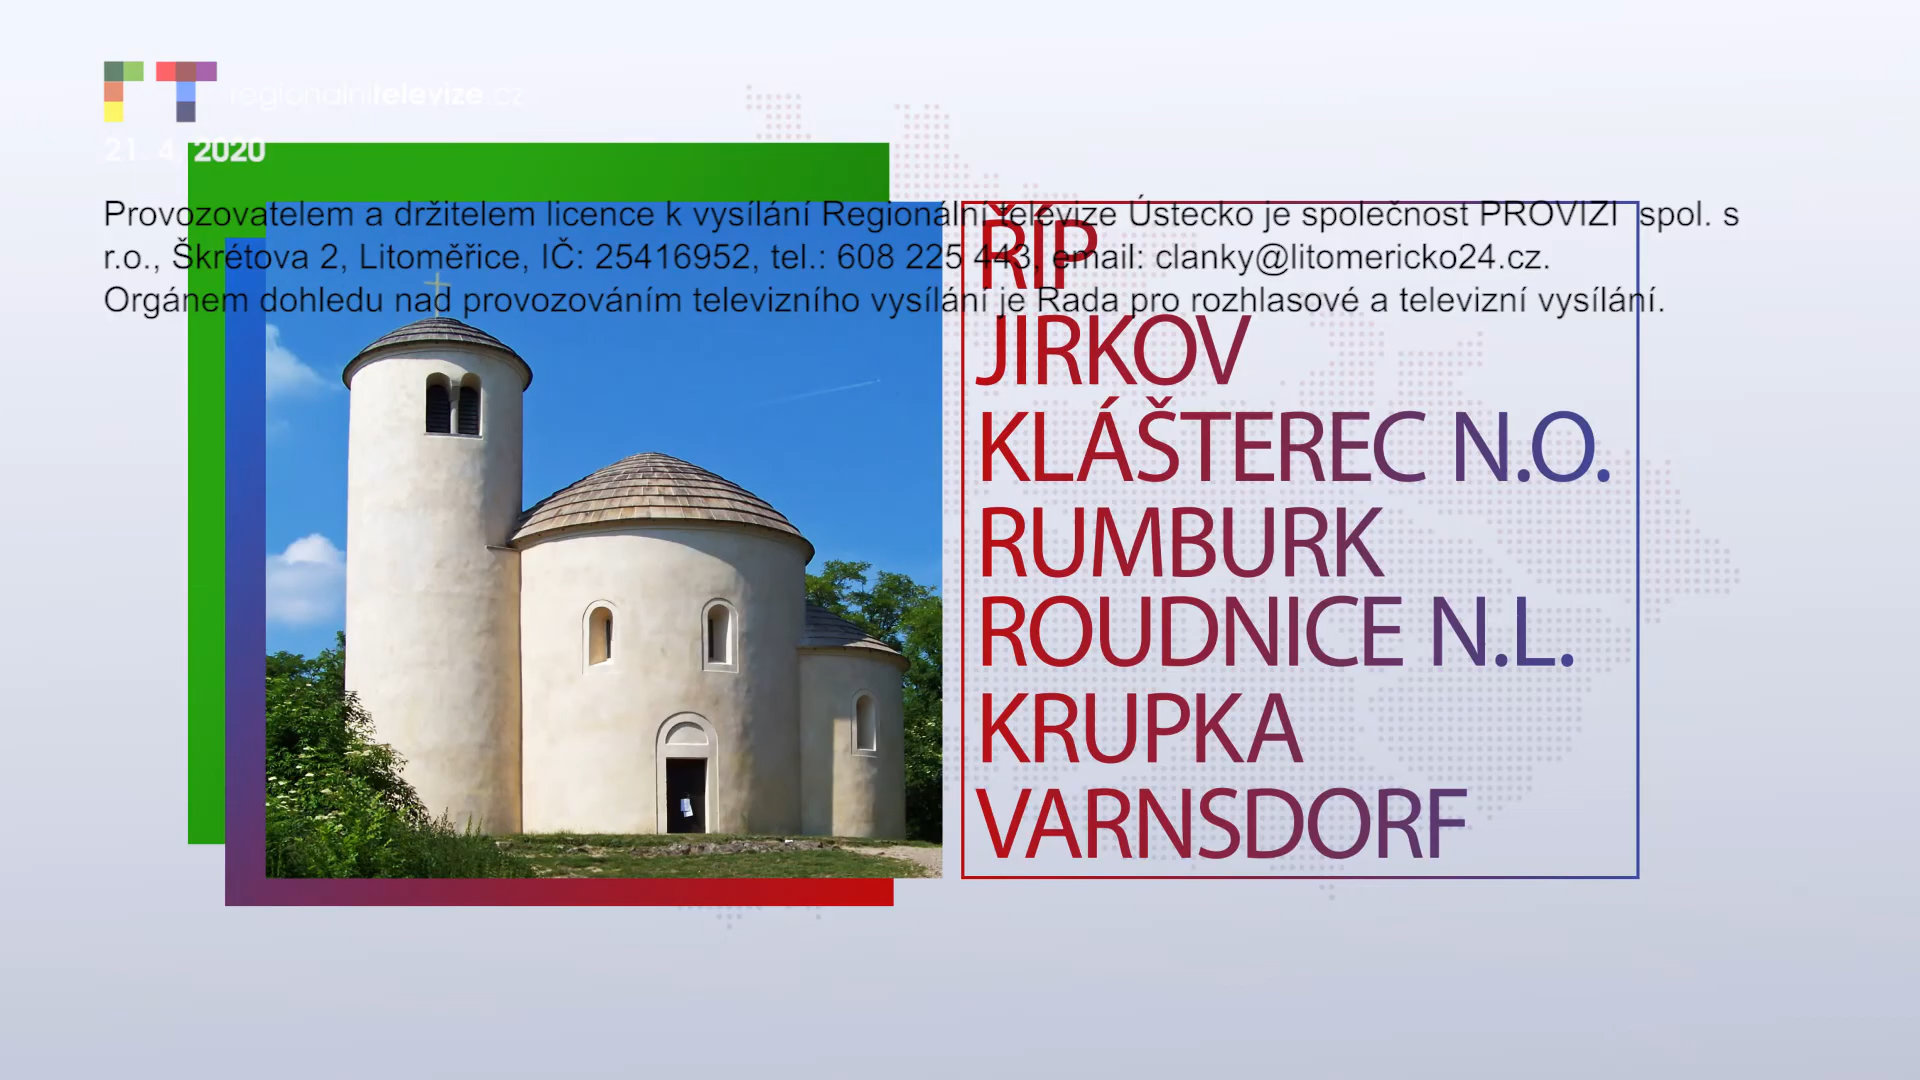 regionalnitelevize.cz
21. 4. 2020
Provozovatelem a držitelem licence k vysílání Regionální televize Ústecko je společnost PROVIZI spol. s
r.o., Škrétova 2, Litoměřice, IČ: 25416952, tel.: 608 225 443, email: clanky@litomericko24.cz.
Orgánem dohledu nad provozováním televizního vysílání je Rada pro rozhlasové a televizní vysílání.
ŘÍP
JIRKOV
KLÁŠTEREC N.O.
RUMBURK
ROUDNICE N.L.
KRUPKA
VARNSDORF